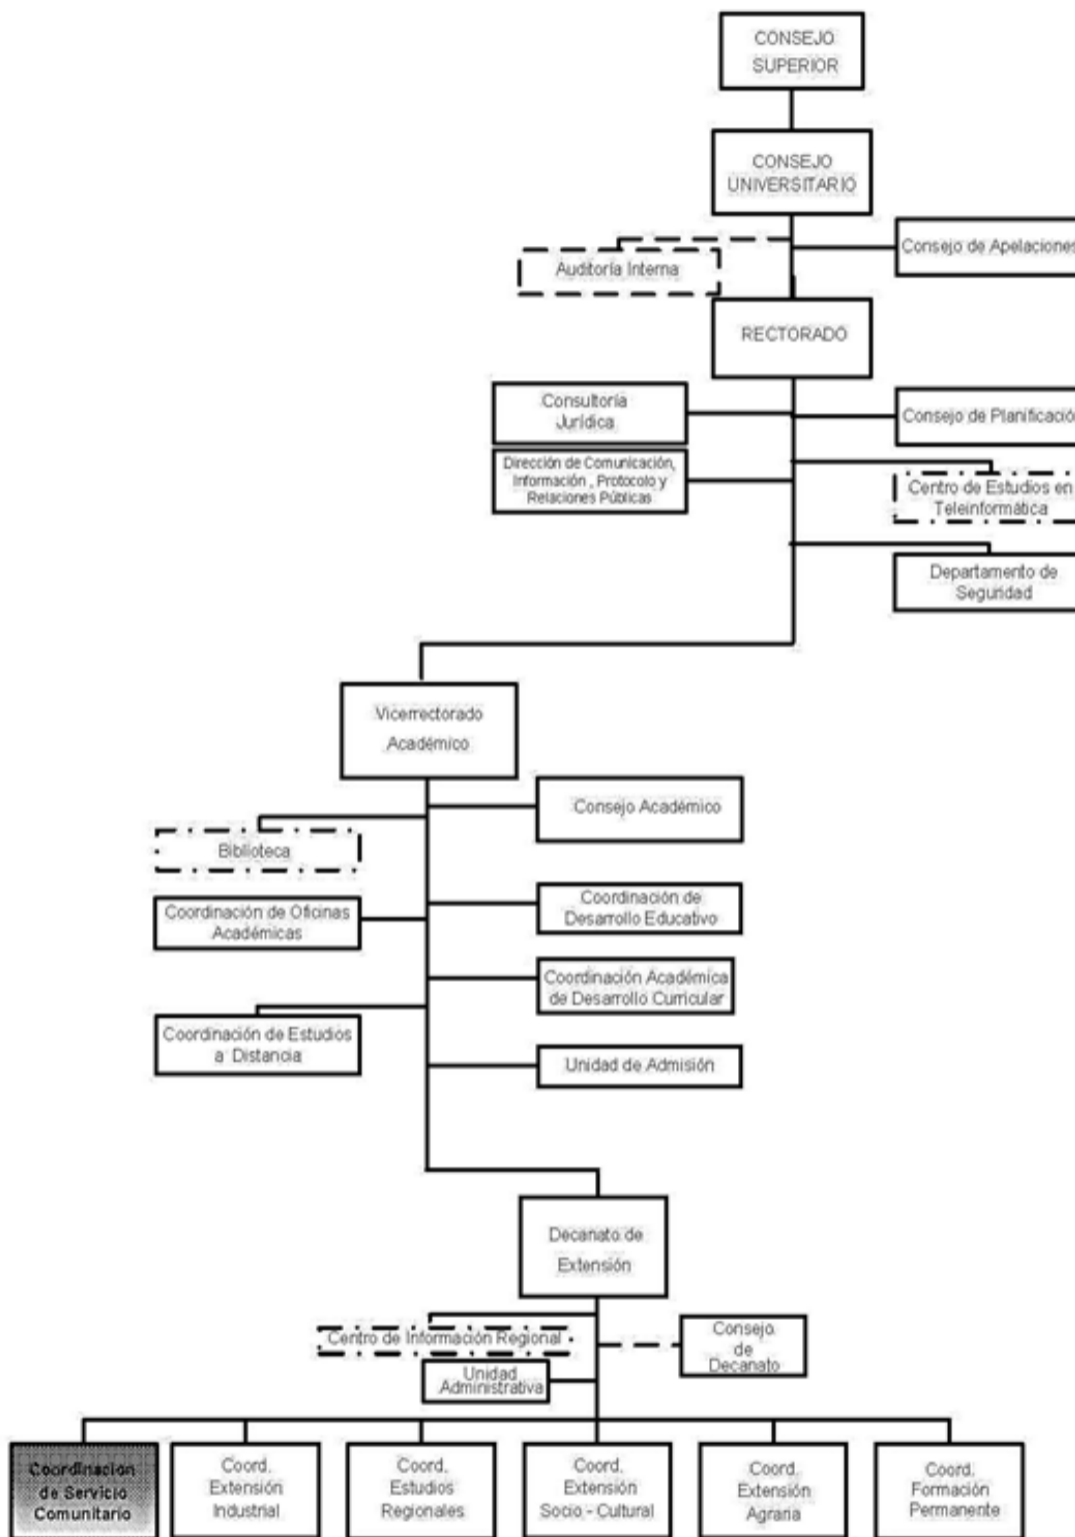 CONSEJO
SUPERIOR
CONSEJO
UNIVERSITARIO
Auditoría Interna
Consejo de Apelaciones
RECTORADO
Consultoría
Jurídica
Consejo de Planificación
Dirección de Comunicación,
Información , Protocolo y
Relaciones Públicas
Centro de Estudios en
Teleinformática
Departamento de
Seguridad
Vicerrectorado
Académico
Consejo Académico
Biblioteca
Coordinación de Oficinas
Académicas
Coordinación de
Desarrollo Educativo
Coordinación Académica
de Desarrollo Curricular
Coordinación de Estudios
a Distancia
Unidad de Admisión
Decanato de
Extensión
Centro de Información Regional
Consejo
de
Decanato
Unidad
Administrativa
Coordinacion
de Servicio
Comunitario
Coord.
Extensión
Industrial
Coord.
Estudios
Regionales
Coord.
Extensión
Socio - Cultural
Coord.
Extensión
Agraria
Coord.
Formación
Permanente